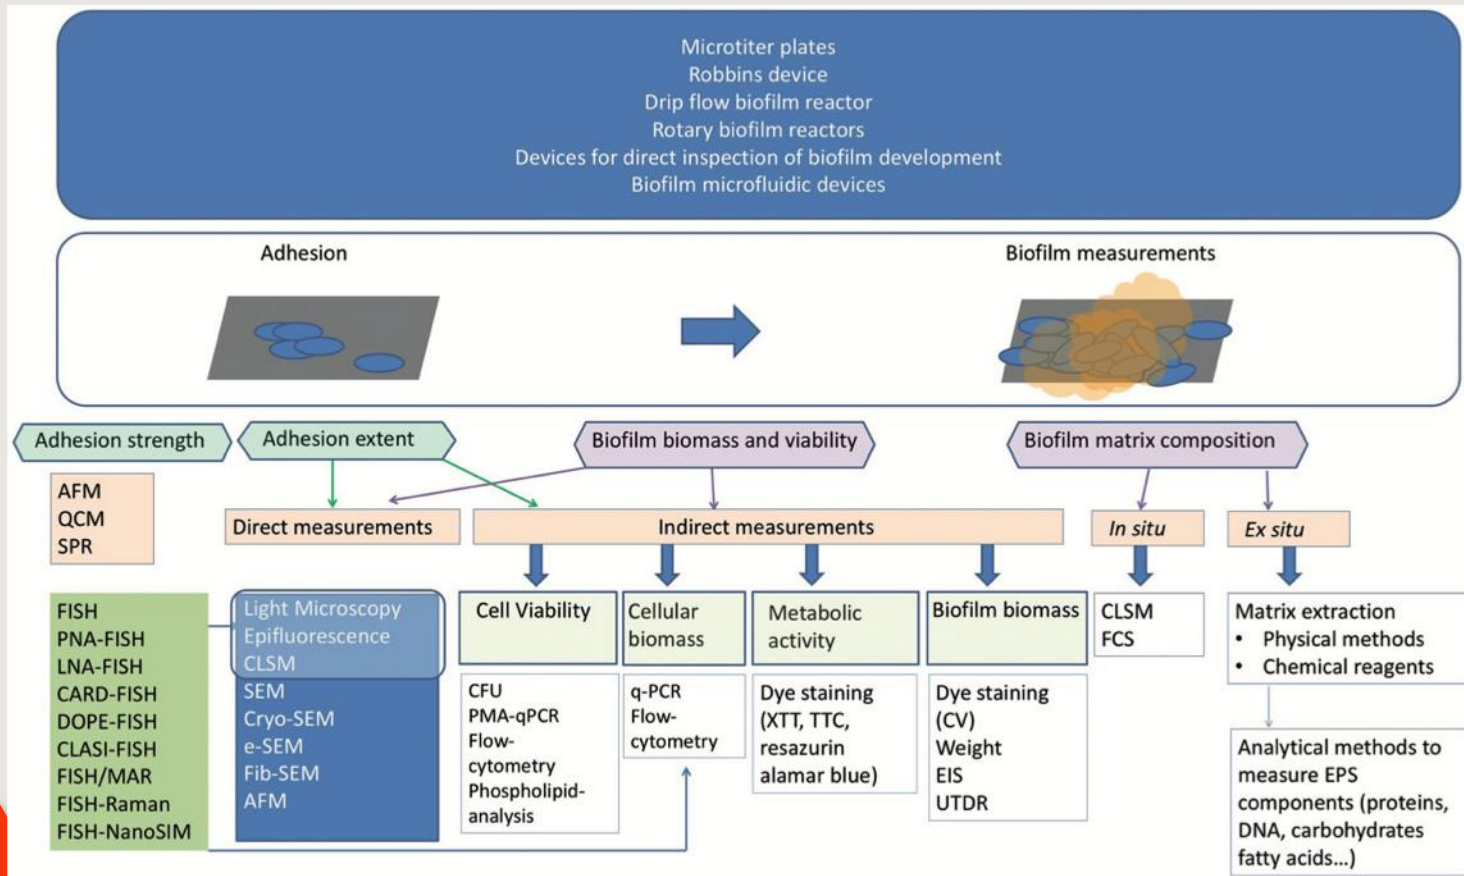 Microtiter plates
Robbins device
Drip flow biofilm reactor
Rotary biofilm reactors
Devices for direct inspection of biofilm development
Biofilm microfluidic devices
Adhesion
Biofilm measurements
Adhesion strength
Adhesion extent
Biofilm biomass and viability
Biofilm matrix composition
AFM
QCM
SPR
Direct measurements
Indirect measurements
In situ
Ex situ
FISH
PNA-FISH
LNA-FISH
CARD-FISH
DOPE-FISH
CLASI-FISH
FISH/MAR
FISH-Raman
FISH-NanoSIM
Light Microscopy
Epifluorescence
CLSM
SEM
Cryo-SEM
e-SEM
Fib-SEM
AFM
Cell Viability
CFU
PMA-qPCR
Flow-
cytometry
Phospholipid-
analysis
Cellular
biomass
q-PCR
Flow-
cytometry
Metabolic
activity
Dye staining
(XTT, TTC,
resazurin
alamar blue)
Biofilm biomass
Dye staining
(CV)
Weight
EIS
UTDR
CLSM
FCS
Matrix extraction
• Physical methods
• Chemical reagents
Analytical methods to
measure EPS
components (proteins,
DNA, carbohydrates
fatty acids...)